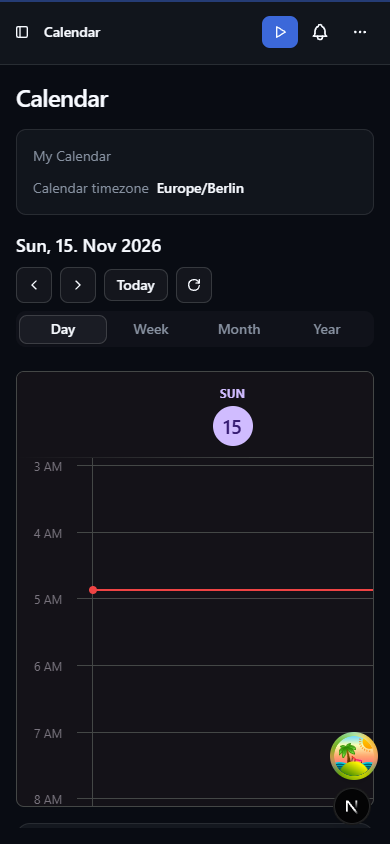 Calendar
Calendar
My Calendar
Calendar timezone Europe/Berlin
Sun, 15. Nov 2026
Today
Day Week Month Year
SUN
15
3 AM
4 AM
5 AM
6 AM
7 AM
8 AM
N